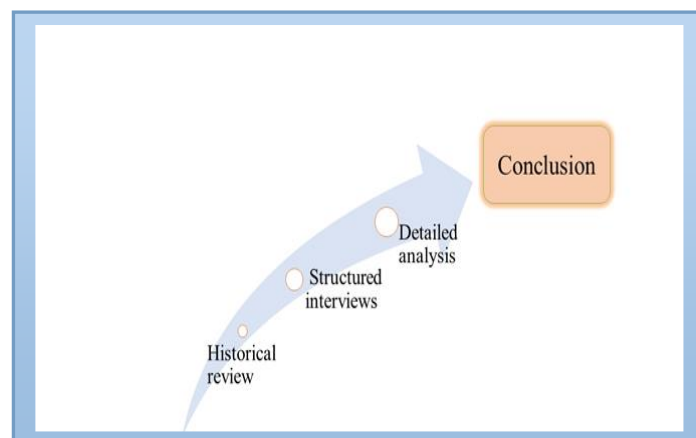 Conclusion
Detailed
analysis
Structured
interviews
Historical
review